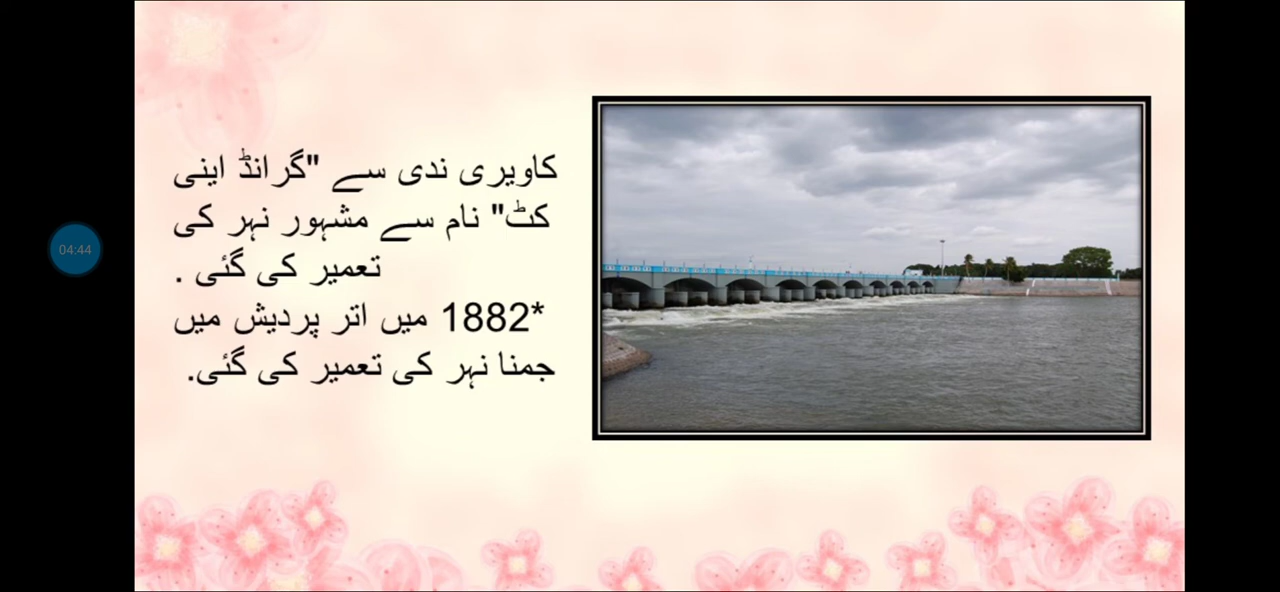 کاویری ندی سے "گرانڈ اینی
کٹ" نام سے مشہور نہر کی
تعمیر کی گئی .
*1882 میں اتر پردیش میں
جمنا نہر کی تعمیر کی گئی.
04:44